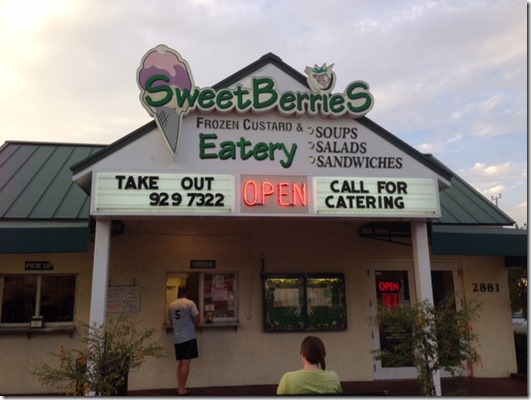 SweetBerrieS
FROZEN CUSTARD &
Eatery
SOUPS
SALADS
SANDWICHES
TAKE OUT
929 7322
OPEN
CALL FOR
CATERING
PICK UP
ORDER
OPEN
2881
5